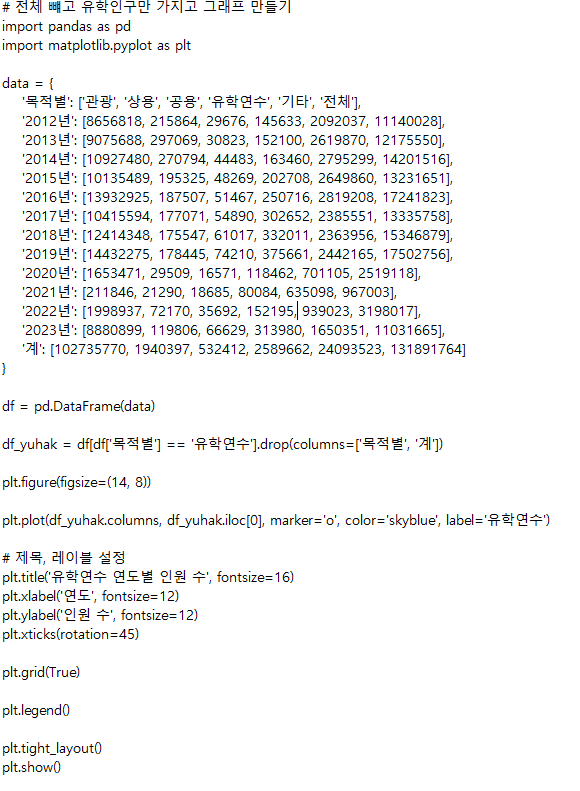 # 전체 뺴고 유학인구만 가지고 그래프 만들기
import pandas as pd
import matplotlib.pyplot as plt

data = {
    '목적별': ['관광', '상용', '공용', '유학연수', '기타', '전체'],
    '2012년': [8656818, 215864, 29676, 145633, 2092037, 11140028],
    '2013년': [9075688, 297069, 30823, 152100, 2619870, 12175550],
    '2014년': [10927480, 270794, 44483, 163460, 2795299, 14201516],
    '2015년': [10135489, 195325, 48269, 202708, 2649860, 13231651],
    '2016년': [13932925, 187507, 51467, 250716, 2819208, 17241823],
    '2017년': [10415594, 177071, 54890, 302652, 2385551, 13335758],
    '2018년': [12414348, 175547, 61017, 332011, 2363956, 15346879],
    '2019년': [14432275, 178445, 74210, 375661, 2442165, 17502756],
    '2020년': [1653471, 29509, 16571, 118462, 701105, 2519118],
    '2021년': [211846, 21290, 18685, 80084, 635098, 967003],
    '2022년': [1998937, 72170, 35692, 152195, 939023, 3198017],
    '2023년': [8880899, 119806, 66629, 313980, 1650351, 11031665],
    '계': [102735770, 1940397, 532412, 2589662, 24093523, 131891764]
}

df = pd.DataFrame(data)

df_yuhak = df[df['목적별'] == '유학연수'].drop(columns=['목적별', '계'])

plt.figure(figsize=(14, 8))

plt.plot(df_yuhak.columns, df_yuhak.iloc[0], marker='o', color='skyblue', label='유학연수')

# 제목, 레이블 설정
plt.title('유학연수 연도별 인원 수', fontsize=16)
plt.xlabel('연도', fontsize=12)
plt.ylabel('인원 수', fontsize=12)
plt.xticks(rotation=45)

plt.grid(True)

plt.legend()

plt.tight_layout()
plt.show()